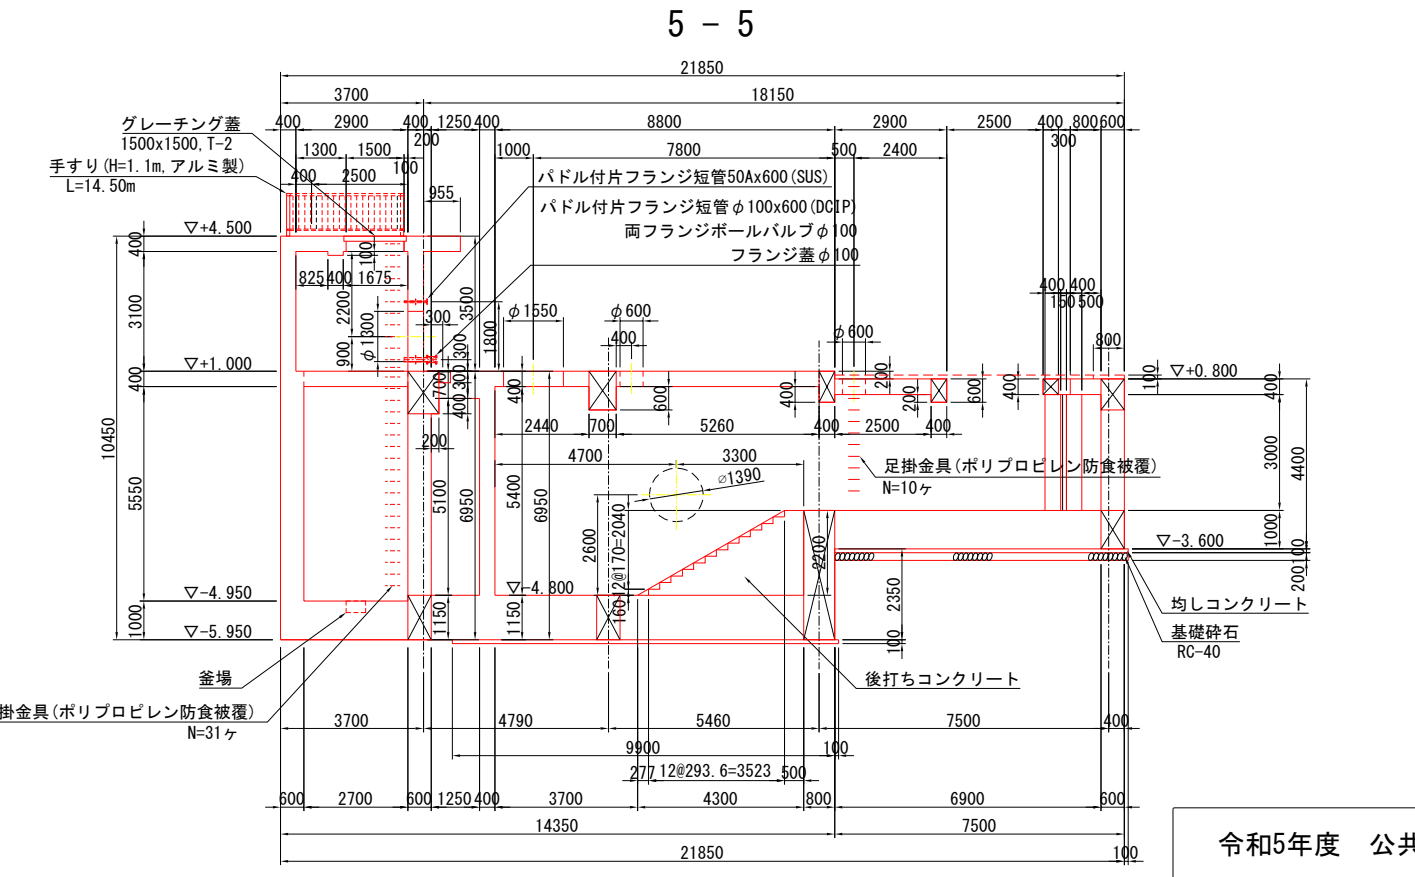 5 - 5
21850
3700 18150
400 2900 400 1250 400 8800 2900 2500 400 800 600
200 300
グレーチング蓋
1500x1500,T-2
1300 1500 100 1000 7800 500 2400
手すり(H=1.1m,アルミ製)
L=14.50m
400 2500 955
パドル付片フランジ短管50Ax600(SUS)
パドル付片フランジ短管φ100x600(DCIP)
両フランジボールバルブφ100
フランジ蓋φ100
▽+4.500
400 100
825 400 1675
400 400
150 500
3100 2200 φ1300 3500 300 1800 φ1550 φ600 φ600
400 800
900 300
▽+1.000
▽+0.800
400 700 300 400 400 600 400 200 200 600 400 100 400
200 2440 700 5260 400 2500 400
10450 4700 3300 3000 4400
∅1390
足掛金具(ポリプロピレン防食被覆)
N=10ヶ
5550 5100 6950 5400 6950 2600 12@170=2040 2200 1000
▽-3.600
▽-4.800
▽-4.950
160 2350 200 100
1000 1150 1150
▽-5.950
100
均しコンクリート
基礎砕石
RC-40
釜場
後打ちコンクリート
掛金具(ポリプロピレン防食被覆)
N=31ヶ
3700 4790 5460 7500 400
9900 100
277 12@293.6=3523 500
600 2700 600 1250 400 3700 4300 800 6900 600
14350 7500
21850 100
令和5年度 公共